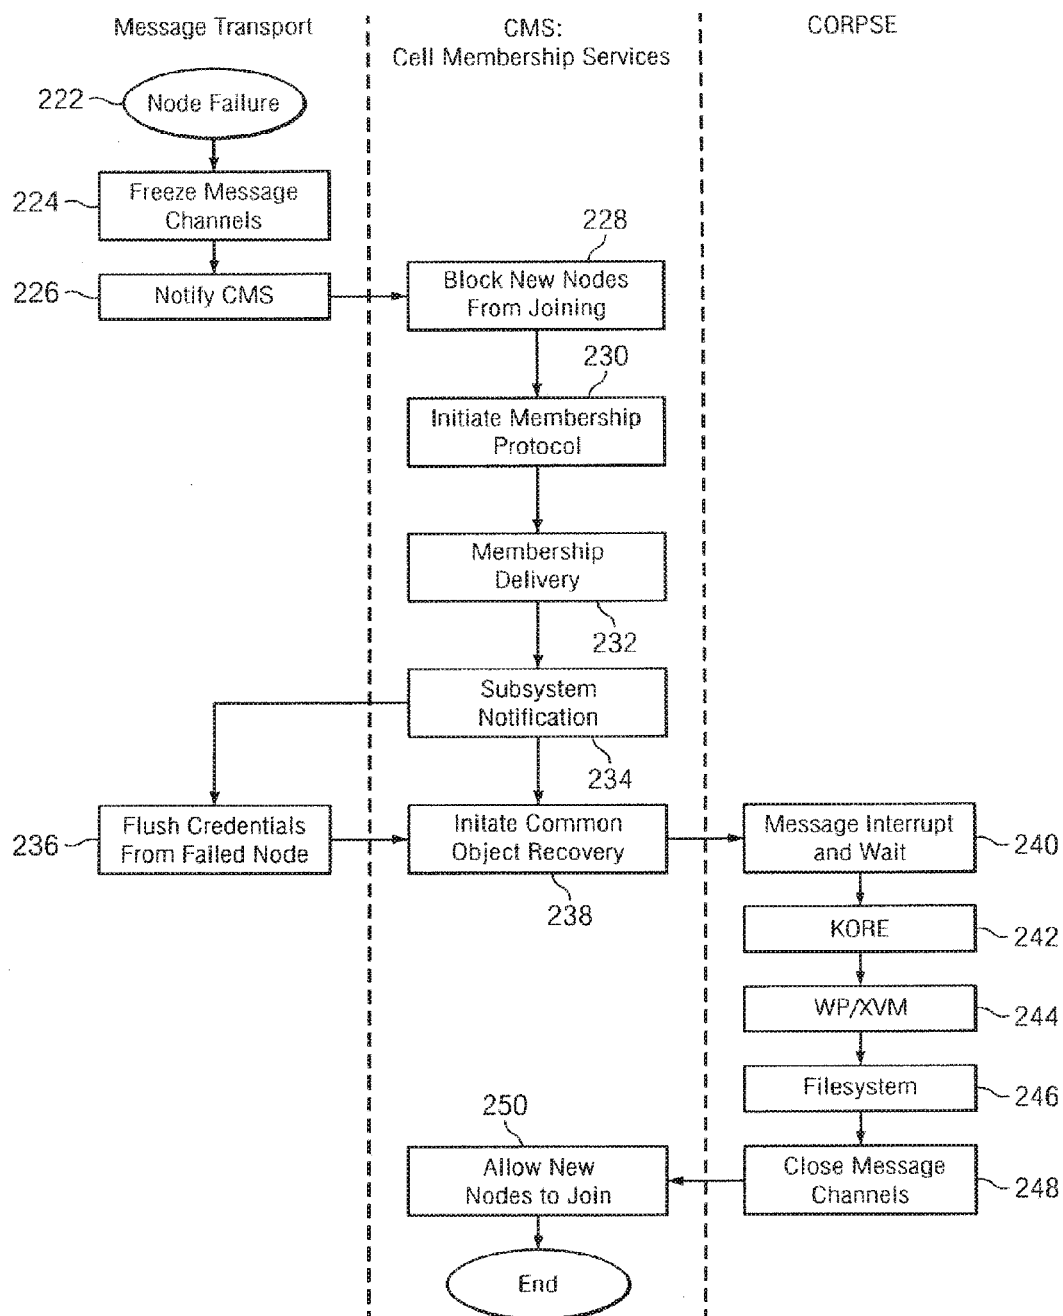 Message Transport
CMS:
Cell Membership Services
CORPSE
222
Node Failure
224
Freeze Message
Channels
226
Notify CMS
228
Block New Nodes
From Joining
230
Initiate Membership
Protocol
Membership
Delivery
232
Subsystem
Notification
234
236
Flush Credentials
From Failed Node
Initate Common
Object Recovery
238
Message Interrupt
and Wait
240
KORE
242
WP/XVM
244
Filesystem
246
Close Message
Channels
248
250
Allow New
Nodes to Join
End